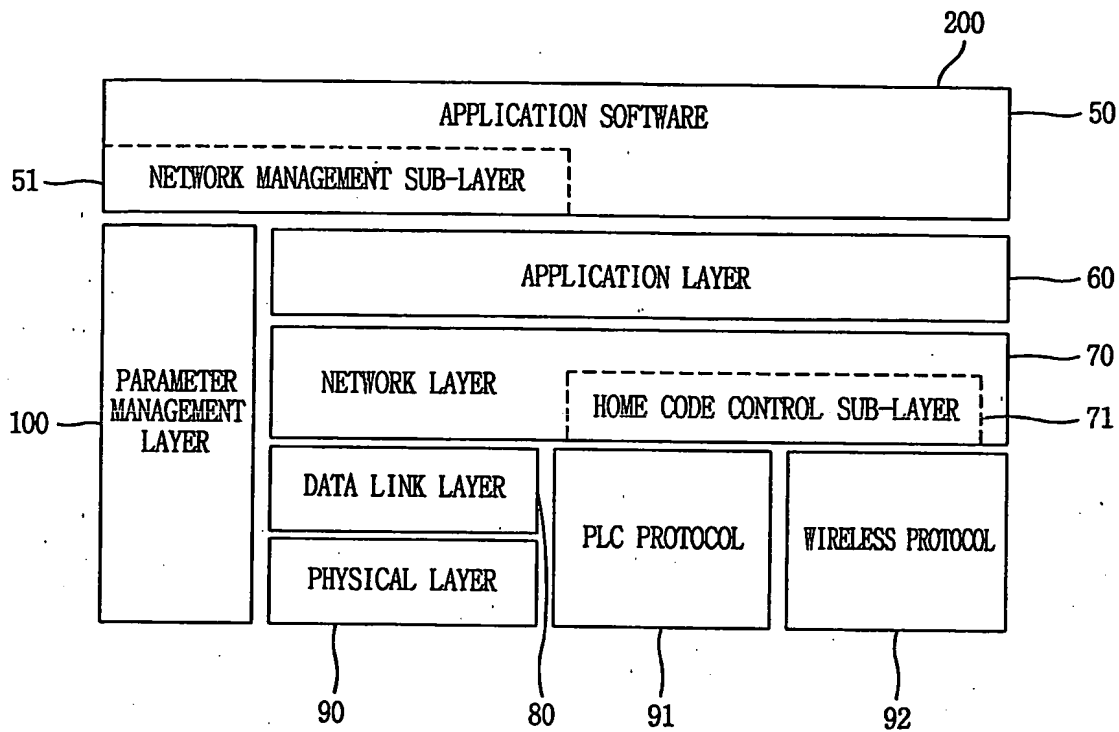 200
APPLICATION SOFTWARE
50
51
NETWORK MANAGEMENT SUB-LAYER
APPLICATION LAYER
60
PARAMETER
MANAGEMENT
LAYER
100
NETWORK LAYER
70
HOME CODE CONTROL SUB-LAYER
71
DATA LINK LAYER
PLC PROTOCOL
WIRELESS PROTOCOL
PHYSICAL LAYER
90
80
91
92